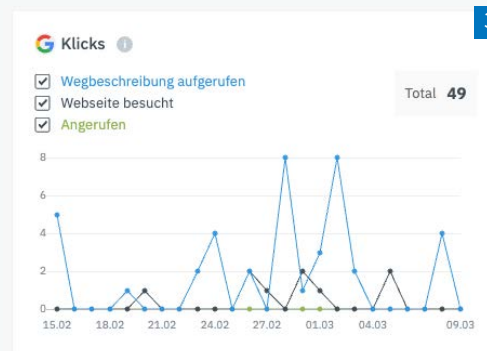 Klicks
Wegbeschreibung aufgerufen
Webseite besucht
Angerufen
Total 49
8
6
4
2
0
15.02 18.02 21.02 24.02 27.02 01.03 04.03 09.03